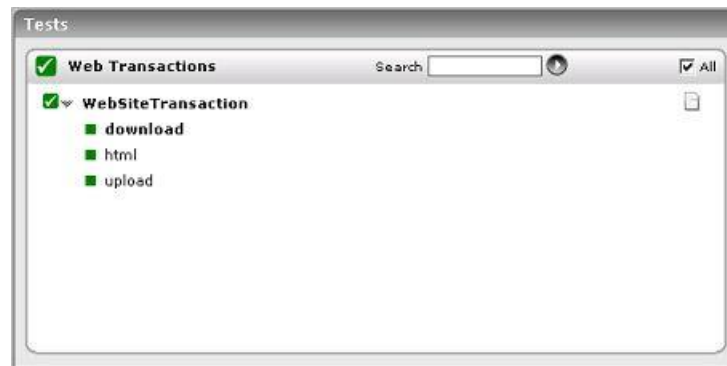 Tests
Web Transactions Search All
WebSiteTransaction
download
html
upload